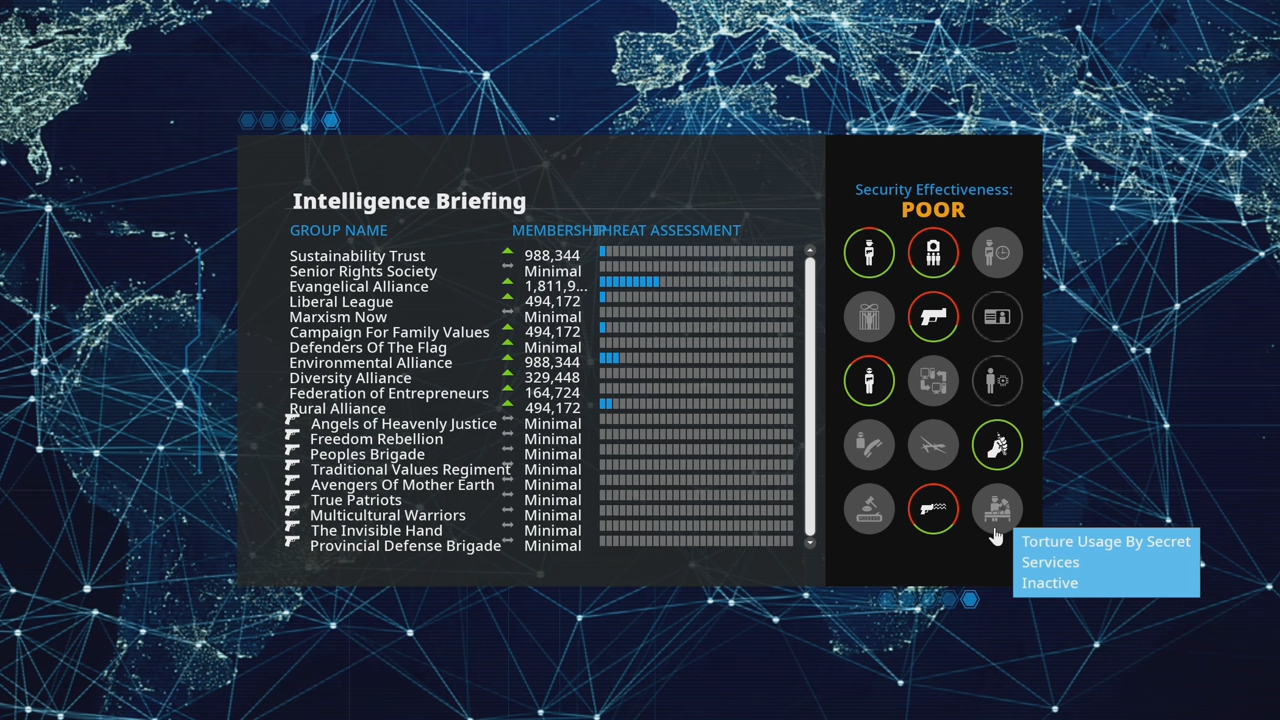 Intelligence Briefing
GROUP NAME MEMBERSHIP THREAT ASSESSMENT
Sustainability Trust 988,344
Senior Rights Society Minimal
Evangelical Alliance 1,811,9...
Liberal League 494,172
Marxism Now Minimal
Campaign For Family Values 494,172
Defenders Of The Flag Minimal
Environmental Alliance 988,344
Diversity Alliance 329,448
Federation of Entrepreneurs 164,724
Rural Alliance 494,172
Angels of Heavenly Justice Minimal
Freedom Rebellion Minimal
Peoples Brigade Minimal
Traditional Values Regiment Minimal
Avengers Of Mother Earth Minimal
True Patriots Minimal
Multicultural Warriors Minimal
The Invisible Hand Minimal
Provincial Defense Brigade Minimal
Security Effectiveness:
POOR
Torture Usage By Secret
Services
Inactive